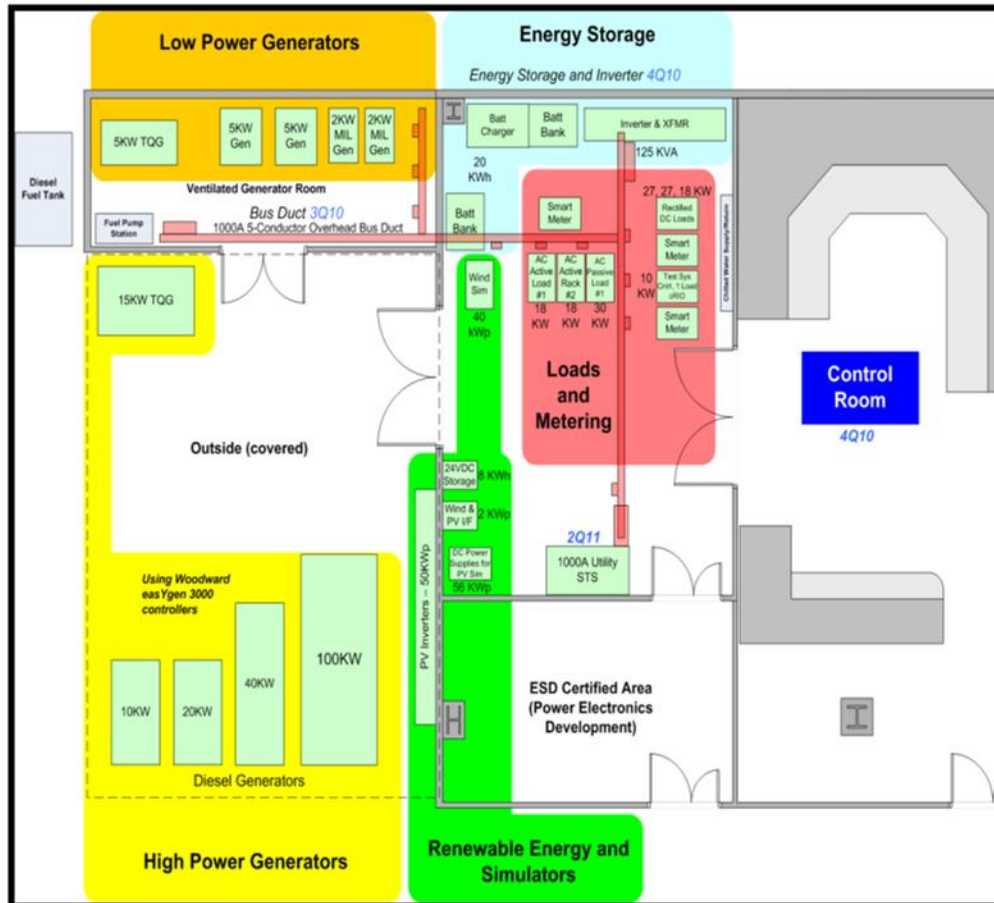 Low Power Generators
Energy Storage
Energy Storage and Inverter 4Q10
5KW TQG
5KW
Gen
5KW
Gen
2KW
MIL
Gen
2KW
MIL
Gen
Batt
Charger
Batt
Bank
Inverter & XFMR
20
KWh
125 KVA
Diesel
Fuel Tank
Ventilated Generator Room
Bus Duct 3Q10
1000A 5-Conductor Overhead Bus Duct
Fuel Pump
Station
Batt
Bank
Smart
Meter
27, 27, 18 KW
Rectified
DC Loads
Smart
Meter
Test Sys
Cntrl, 1 Load
cRIO
Smart
Meter
10
KW
Chilled Water Supply/Return
15KW TQG
Wind
Sim
40
kWp
AC
Active
Load
#1
AC
Active
Rack
#2
AC
Passive
Load
#1
18
KW
18
KW
30
KW
Loads
and
Metering
Control
Room
4Q10
Outside (covered)
24VDC
Storage
8 KWh
Wind &
PV I/F
2 KWp
DC Power
Supplies for
PV Sim
56 KWp
PV Inverters – 50KWp
2Q11
1000A Utility
STS
Using Woodward
easYgen 3000
controllers
10KW
20KW
40KW
100KW
Diesel Generators
ESD Certified Area
(Power Electronics
Development)
High Power Generators
Renewable Energy and
Simulators